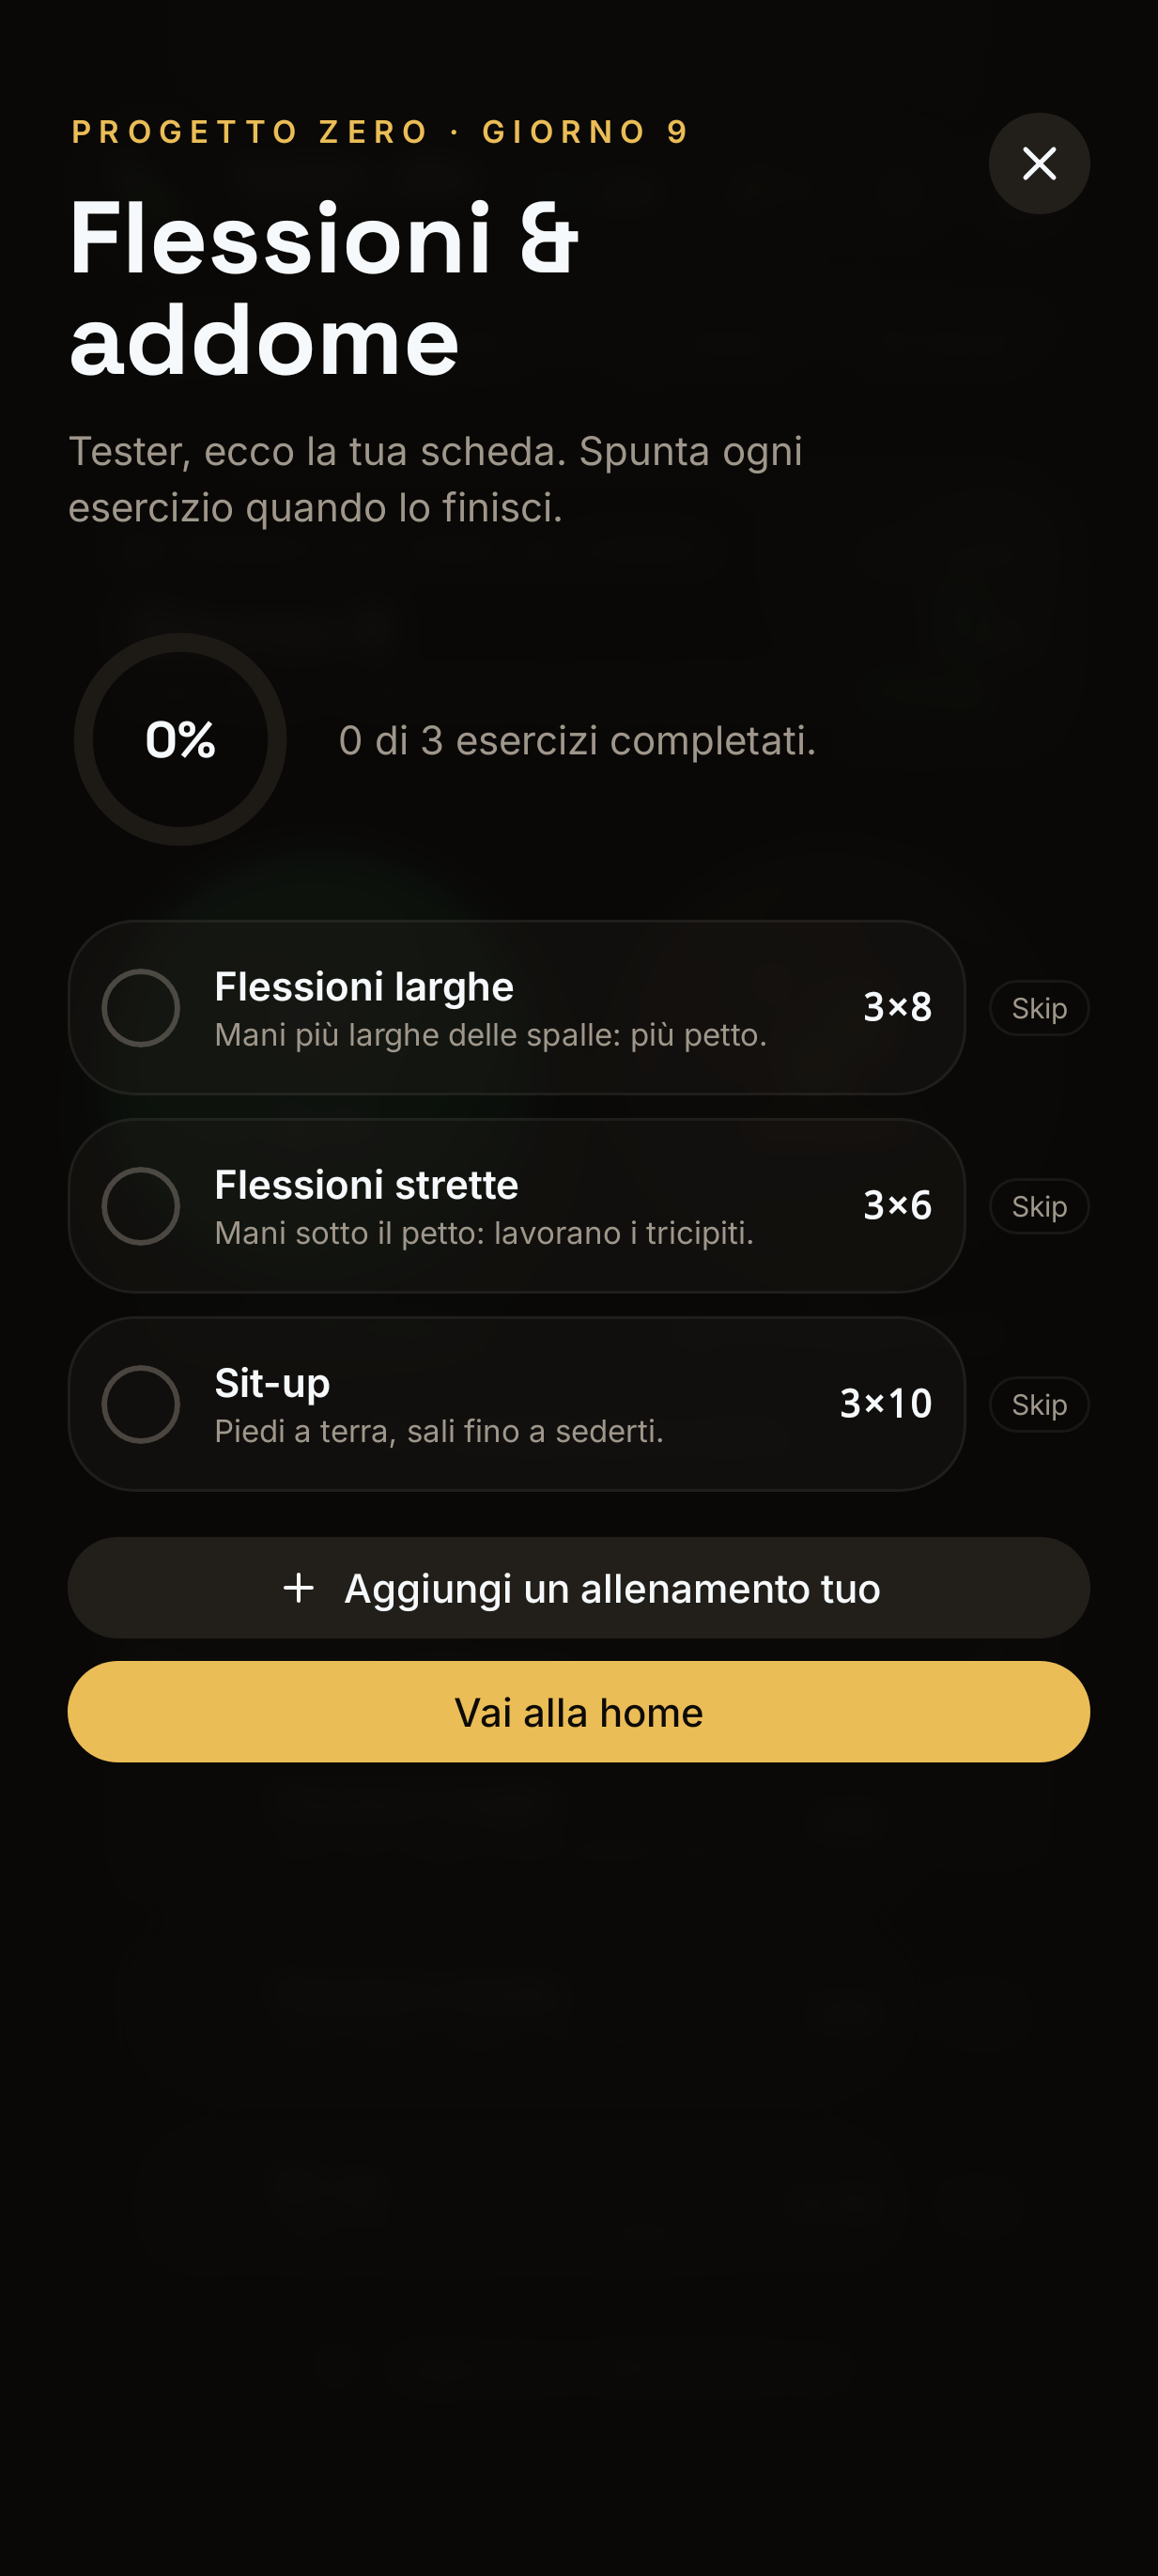 PROGETTO ZERO · GIORNO 9
Flessioni &
addome
Tester, ecco la tua scheda. Spunta ogni
esercizio quando lo finisci.
0%
0 di 3 esercizi completati.
Flessioni larghe
Mani più larghe delle spalle: più petto.
3×8
Skip
Flessioni strette
Mani sotto il petto: lavorano i tricipiti.
3×6
Skip
Sit-up
Piedi a terra, sali fino a sederti.
3×10
Skip
+ Aggiungi un allenamento tuo
Vai alla home